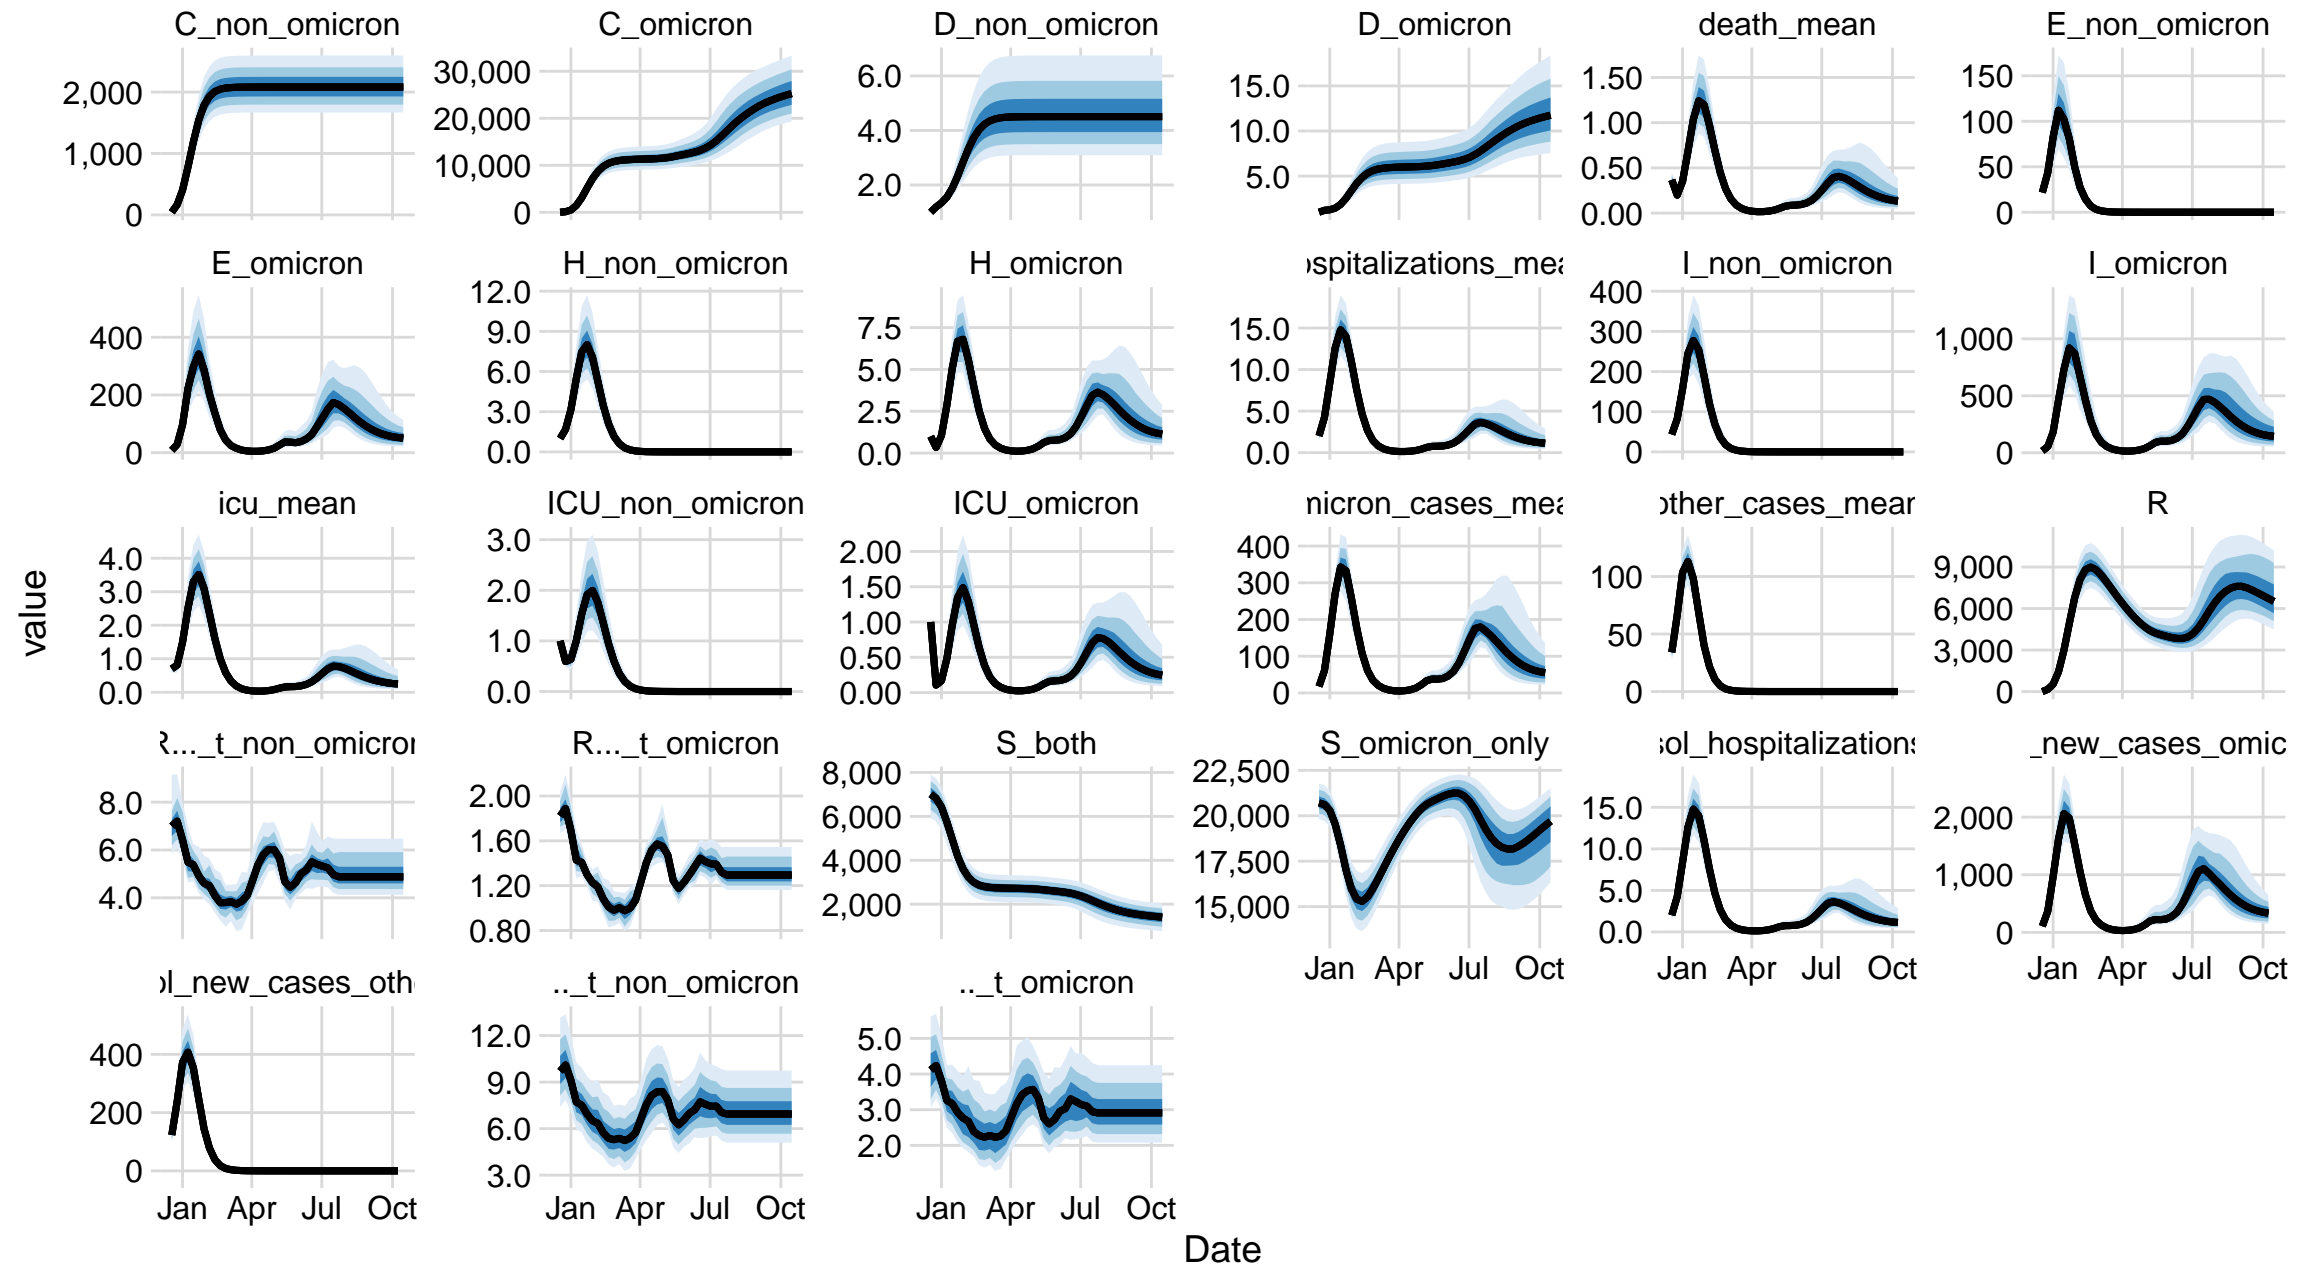 C_non_omicron C_omicron D_non_omicron D_omicron death_mean E_non_omicron
2,000 1,000 0 30,000 20,000 10,000 0 6.0 4.0 2.0 15.0 10.0 5.0 1.50 1.00 0.50 0.00 150 100 50 0
E_omicron H_non_omicron H_omicron ospitalizations_mea I_non_omicron I_omicron
400 200 0 12.0 9.0 6.0 3.0 0.0 7.5 5.0 2.5 0.0 15.0 10.0 5.0 0.0 400 300 200 100 0 1,000 500 0
icu_mean ICU_non_omicron ICU_omicron micron_cases_mea other_cases_mean R
4.0 3.0 2.0 1.0 0.0 3.0 2.0 1.0 0.0 2.00 1.50 1.00 0.50 0.00 400 300 200 100 0 100 50 0 9,000 6,000 3,000 0
value
R..._t_non_omicron R..._t_omicron S_both S_omicron_only sol_hospitalizations _new_cases_omic
8.0 6.0 4.0 2.00 1.60 1.20 0.80 8,000 6,000 4,000 2,000 22,500 20,000 17,500 15,000 15.0 10.0 5.0 0.0 2,000 1,000 0
Jan Apr Jul Oct Jan Apr Jul Oct Jan Apr Jul Oct
ol_new_cases_oth .._t_non_omicron .._t_omicron
400 200 0 12.0 9.0 6.0 3.0 5.0 4.0 3.0 2.0
Jan Apr Jul Oct Jan Apr Jul Oct Jan Apr Jul Oct
Date